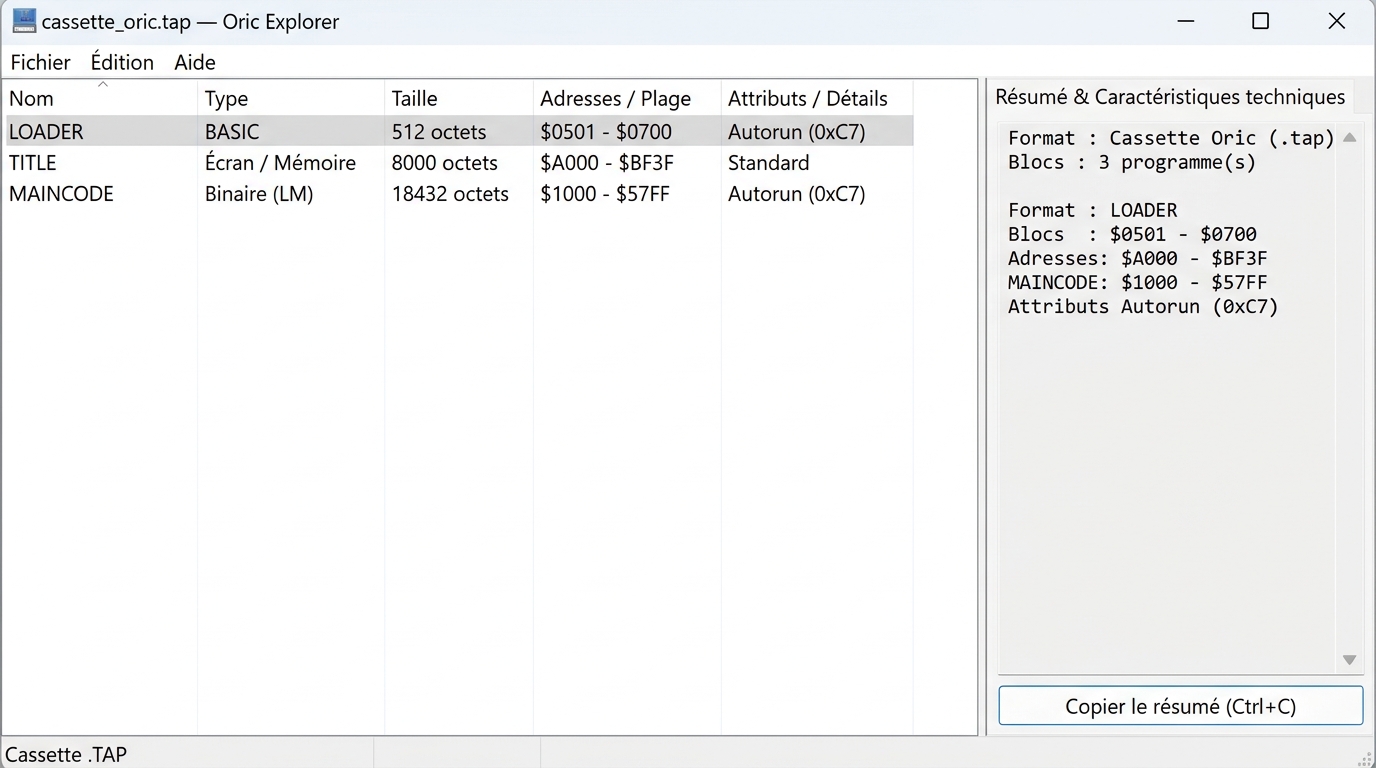 cassette_oric.tap — Oric Explorer
Fichier Édition Aide
Nom Type Taille Adresses / Plage Attributs / Détails
LOADER BASIC 512 octets $0501 - $0700 Autorun (0xC7)
TITLE Écran / Mémoire 8000 octets $A000 - $BF3F Standard
MAINCODE Binaire (LM) 18432 octets $1000 - $57FF Autorun (0xC7)
Résumé & Caractéristiques techniques
Format : Cassette Oric (.tap)
Blocs : 3 programme(s)
Format : LOADER
Blocs  : $0501 - $0700
Adresses: $A000 - $BF3F
MAINCODE: $1000 - $57FF
Attributs Autorun (0xC7)
Copier le résumé (Ctrl+C)
Cassette .TAP